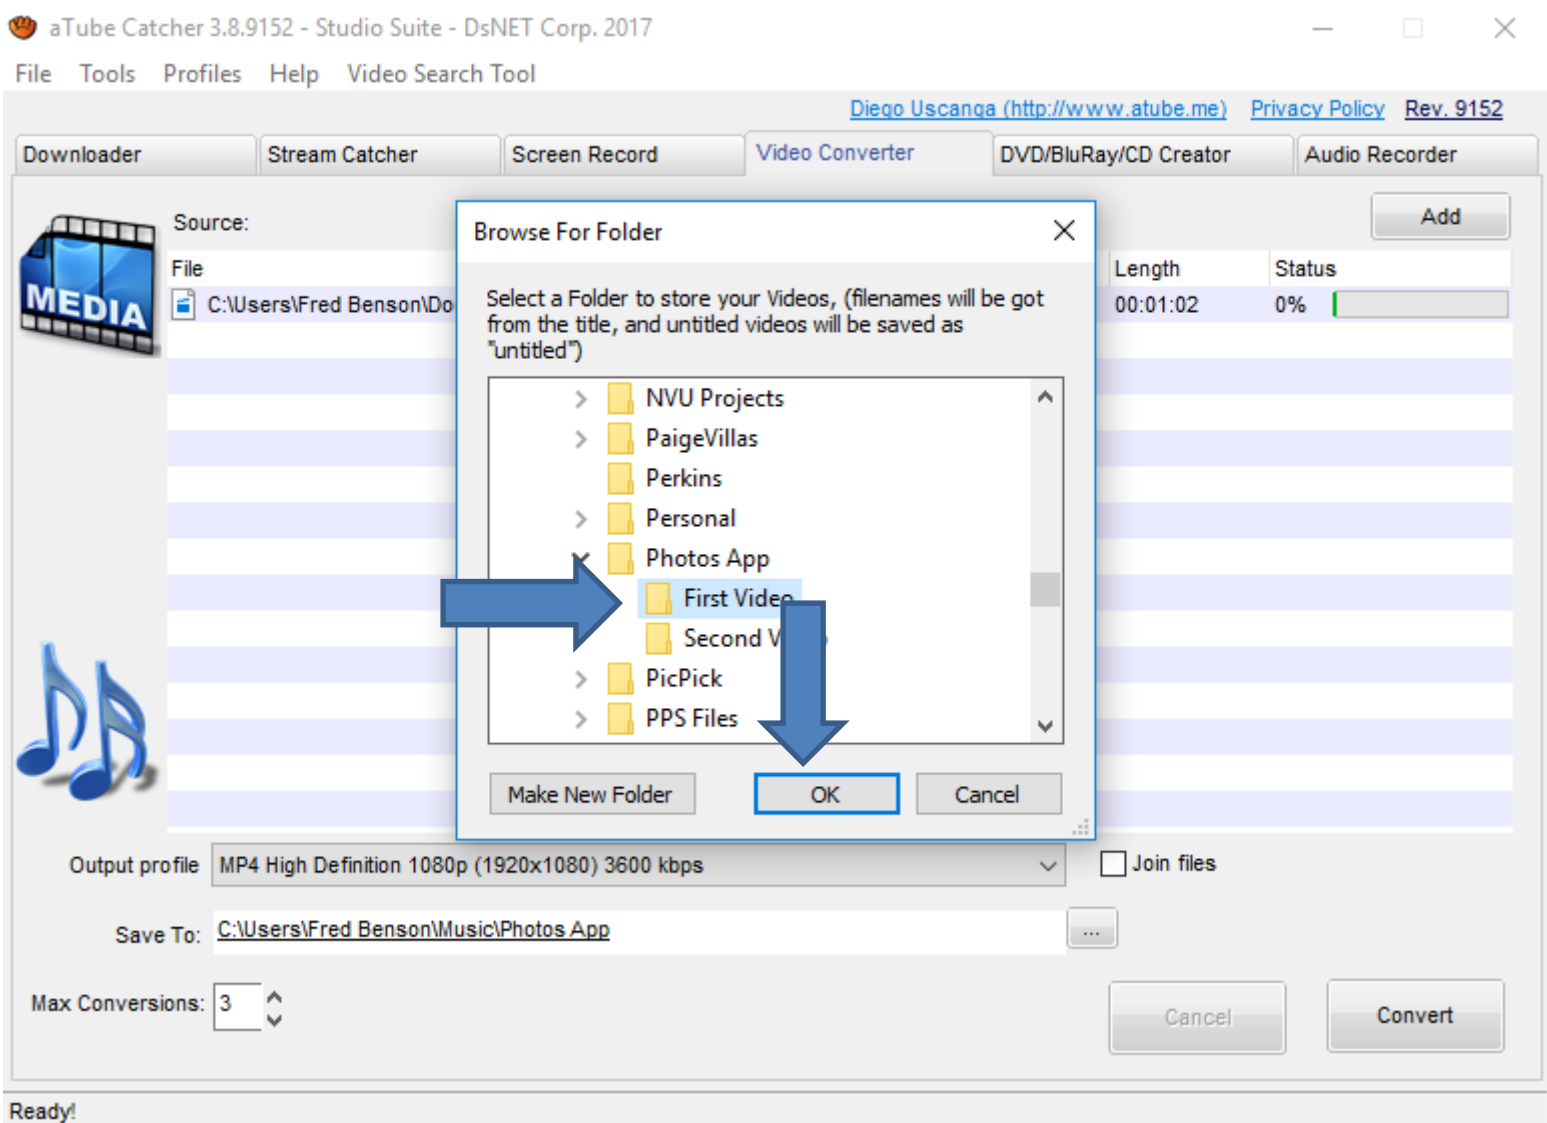 aTube Catcher 3.8.9152 - Studio Suite - DsNET Corp. 2017
File Tools Profiles Help Video Search Tool
Diego Uscanga (http://www.atube.me) Privacy Policy Rev. 9152
Downloader Stream Catcher Screen Record Video Converter DVD/BluRay/CD Creator Audio Recorder
MEDIA
Source:
Add
File Length Status
C:\Users\Fred Benson\Do 00:01:02 0%
Browse For Folder
Select a Folder to store your Videos, (filenames will be got
from the title, and untitled videos will be saved as
"untitled")
NVU Projects
PaigeVillas
Perkins
Personal
Photos App
First Video
Second V
PicPick
PPS Files
Make New Folder OK Cancel
Output profile MP4 High Definition 1080p (1920x1080) 3600 kbps Join files
Save To: C:\Users\Fred Benson\Music\Photos App ...
Max Conversions: 3
Cancel Convert
Ready!